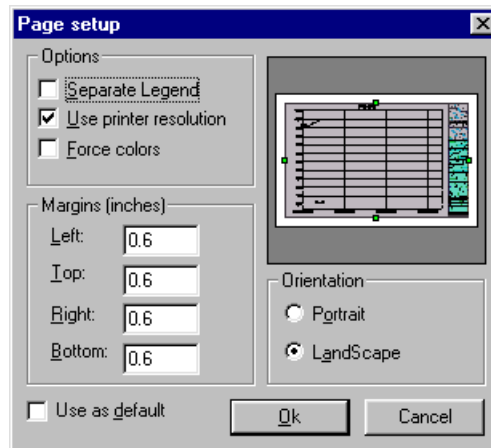 Page setup
Options
Separate Legend
Use printer resolution
Force colors
Margins (inches)
Left: 0.6
Top: 0.6
Right: 0.6
Bottom: 0.6
Orientation
Portrait
LandScape
Use as default
Ok
Cancel